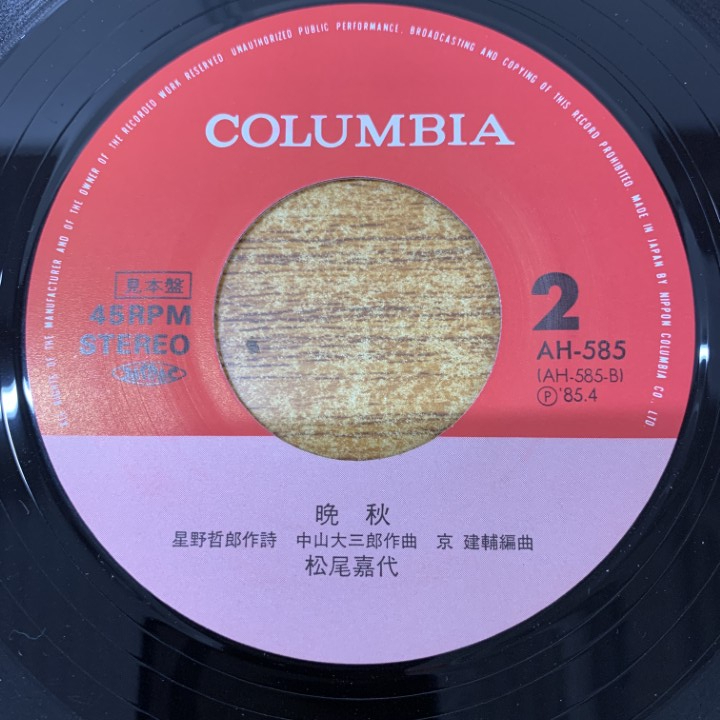 ALL RIGHTS OF THE MANUFACTURER AND OF THE OWNER OF THE RECORDED WORK RESERVED UNAUTHORIZED PUBLIC PERFORMANCE, BROADCASTING AND COPYING OF THIS RECORD PROHIBITED. MADE IN JAPAN BY NIPPON COLUMBIA CO., LTD
COLUMBIA
見本盤
45RPM
STEREO
2
AH-585
(AH-585-B)
Ⓟ'85.4
晩 秋
星野哲郎作詩 中山大三郎作曲 京 建輔編曲
松尾嘉代